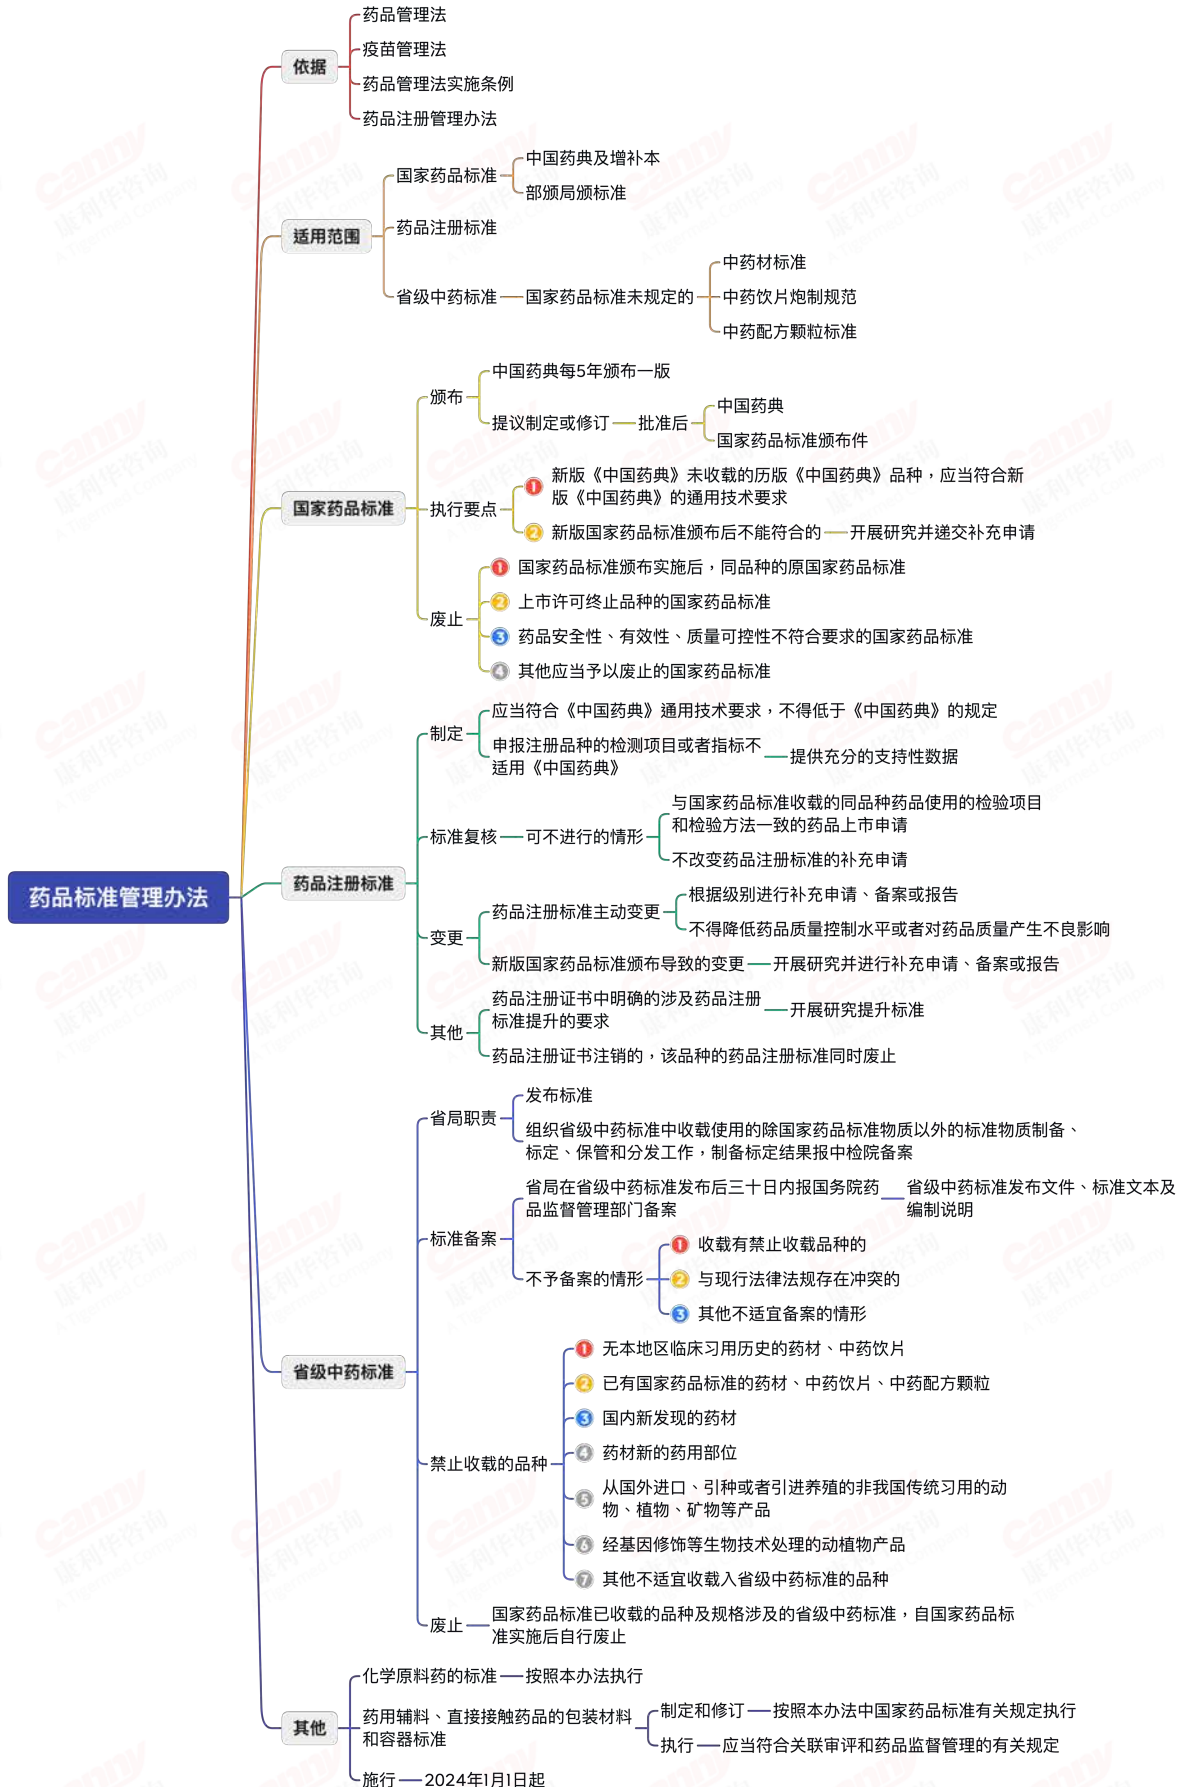 药品管理法
疫苗管理法
依据
药品管理法实施条例
药品注册管理办法
中国药典及增补本
国家药品标准
部颁局颁标准
药品注册标准
适用范围
中药材标准
省级中药标准
国家药品标准未规定的
中药饮片炮制规范
中药配方颗粒标准
中国药典每5年颁布一版
颁布
中国药典
提议制定或修订
批准后
国家药品标准颁布件
新版《中国药典》未收载的历版《中国药典》品种，应当符合新
版《中国药典》的通用技术要求
1
国家药品标准
执行要点
2 新版国家药品标准颁布后不能符合的
开展研究并递交补充申请
1 国家药品标准颁布实施后，同品种的原国家药品标准
2 上市许可终止品种的国家药品标准
废止
3 药品安全性、有效性、质量可控性不符合要求的国家药品标准
4 其他应当予以废止的国家药品标准
应当符合《中国药典》通用技术要求，不得低于《中国药典》的规定
制定
申报注册品种的检测项目或者指标不
适用《中国药典》
提供充分的支持性数据
与国家药品标准收载的同品种药品使用的检验项目
和检验方法一致的药品上市申请
标准复核
可不进行的情形
不改变药品注册标准的补充申请
药品注册标准
药品标准管理办法
根据级别进行补充申请、备案或报告
药品注册标准主动变更
不得降低药品质量控制水平或者对药品质量产生不良影响
变更
新版国家药品标准颁布导致的变更
开展研究并进行补充申请、备案或报告
药品注册证书中明确的涉及药品注册
标准提升的要求
开展研究提升标准
其他
药品注册证书注销的，该品种的药品注册标准同时废止
发布标准
省局职责
组织省级中药标准中收载使用的除国家药品标准物质以外的标准物质制备、
标定、保管和分发工作，制备标定结果报中检院备案
省局在省级中药标准发布后三十日内报国务院药
品监督管理部门备案
省级中药标准发布文件、标准文本及
编制说明
标准备案
1 收载有禁止收载品种的
不予备案的情形
2 与现行法律法规存在冲突的
3 其他不适宜备案的情形
省级中药标准
1 无本地区临床习用历史的药材、中药饮片
2 已有国家药品标准的药材、中药饮片、中药配方颗粒
3 国内新发现的药材
4 药材新的药用部位
禁止收载的品种
5 从国外进口、引种或者引进养殖的非我国传统习用的动
物、植物、矿物等产品
6 经基因修饰等生物技术处理的动植物产品
7 其他不适宜收载入省级中药标准的品种
废止
国家药品标准已收载的品种及规格涉及的省级中药标准，自国家药品标
准实施后自行废止
化学原料药的标准
按照本办法执行
其他
药用辅料、直接接触药品的包装材料
和容器标准
制定和修订
按照本办法中国家药品标准有关规定执行
执行
应当符合关联审评和药品监督管理的有关规定
施行
2024年1月1日起
canny
康利华咨询
A Tigermed Company